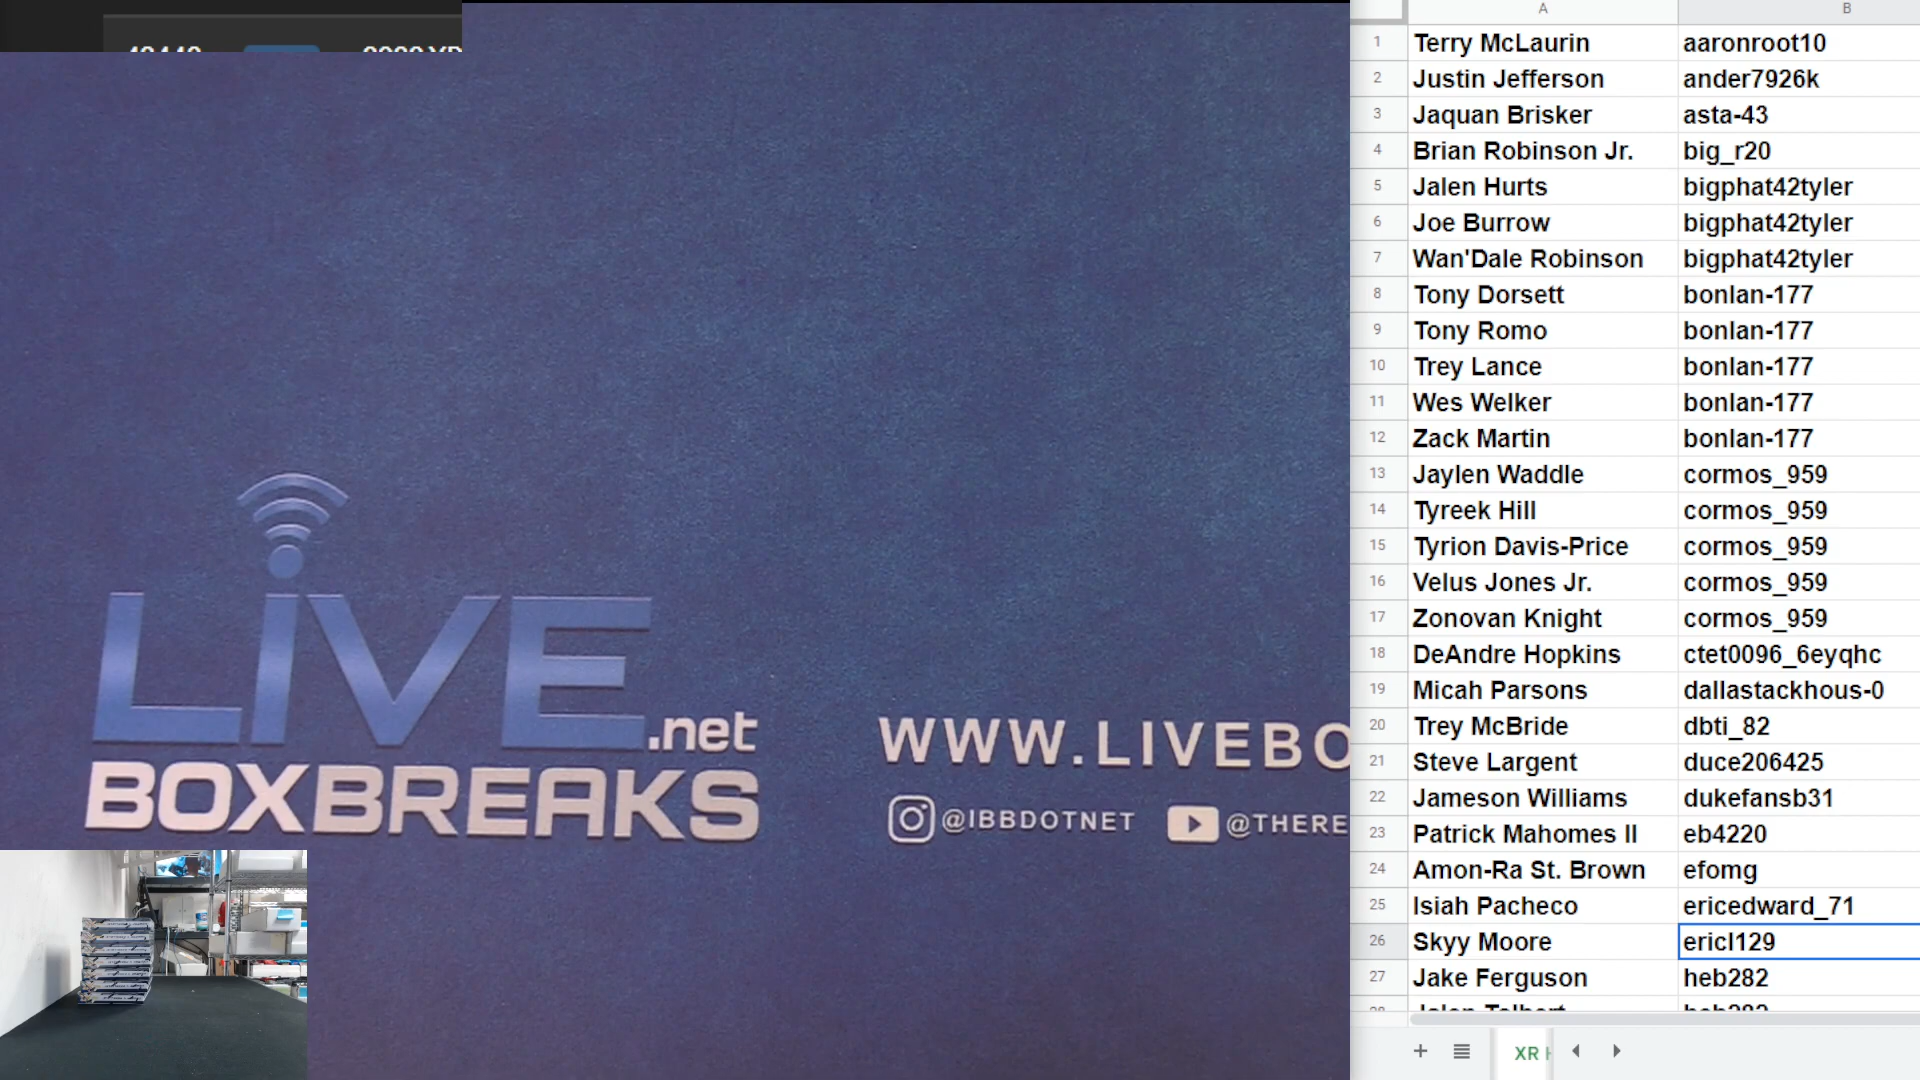 LIVE
.net
BOXBREAKS
WWW.LIVEBO
@IBBDOTNET @THERE
A B
1 Terry McLaurin aaronroot10
2 Justin Jefferson ander7926k
3 Jaquan Brisker asta-43
4 Brian Robinson Jr. big_r20
5 Jalen Hurts bigphat42tyler
6 Joe Burrow bigphat42tyler
7 Wan'Dale Robinson bigphat42tyler
8 Tony Dorsett bonlan-177
9 Tony Romo bonlan-177
10 Trey Lance bonlan-177
11 Wes Welker bonlan-177
12 Zack Martin bonlan-177
13 Jaylen Waddle cormos_959
14 Tyreek Hill cormos_959
15 Tyrion Davis-Price cormos_959
16 Velus Jones Jr. cormos_959
17 Zonovan Knight cormos_959
18 DeAndre Hopkins ctet0096_6eyqhc
19 Micah Parsons dallastackhous-0
20 Trey McBride dbti_82
21 Steve Largent duce206425
22 Jameson Williams dukefansb31
23 Patrick Mahomes II eb4220
24 Amon-Ra St. Brown efomg
25 Isiah Pacheco ericedward_71
26 Skyy Moore ericl129
27 Jake Ferguson heb282
XR